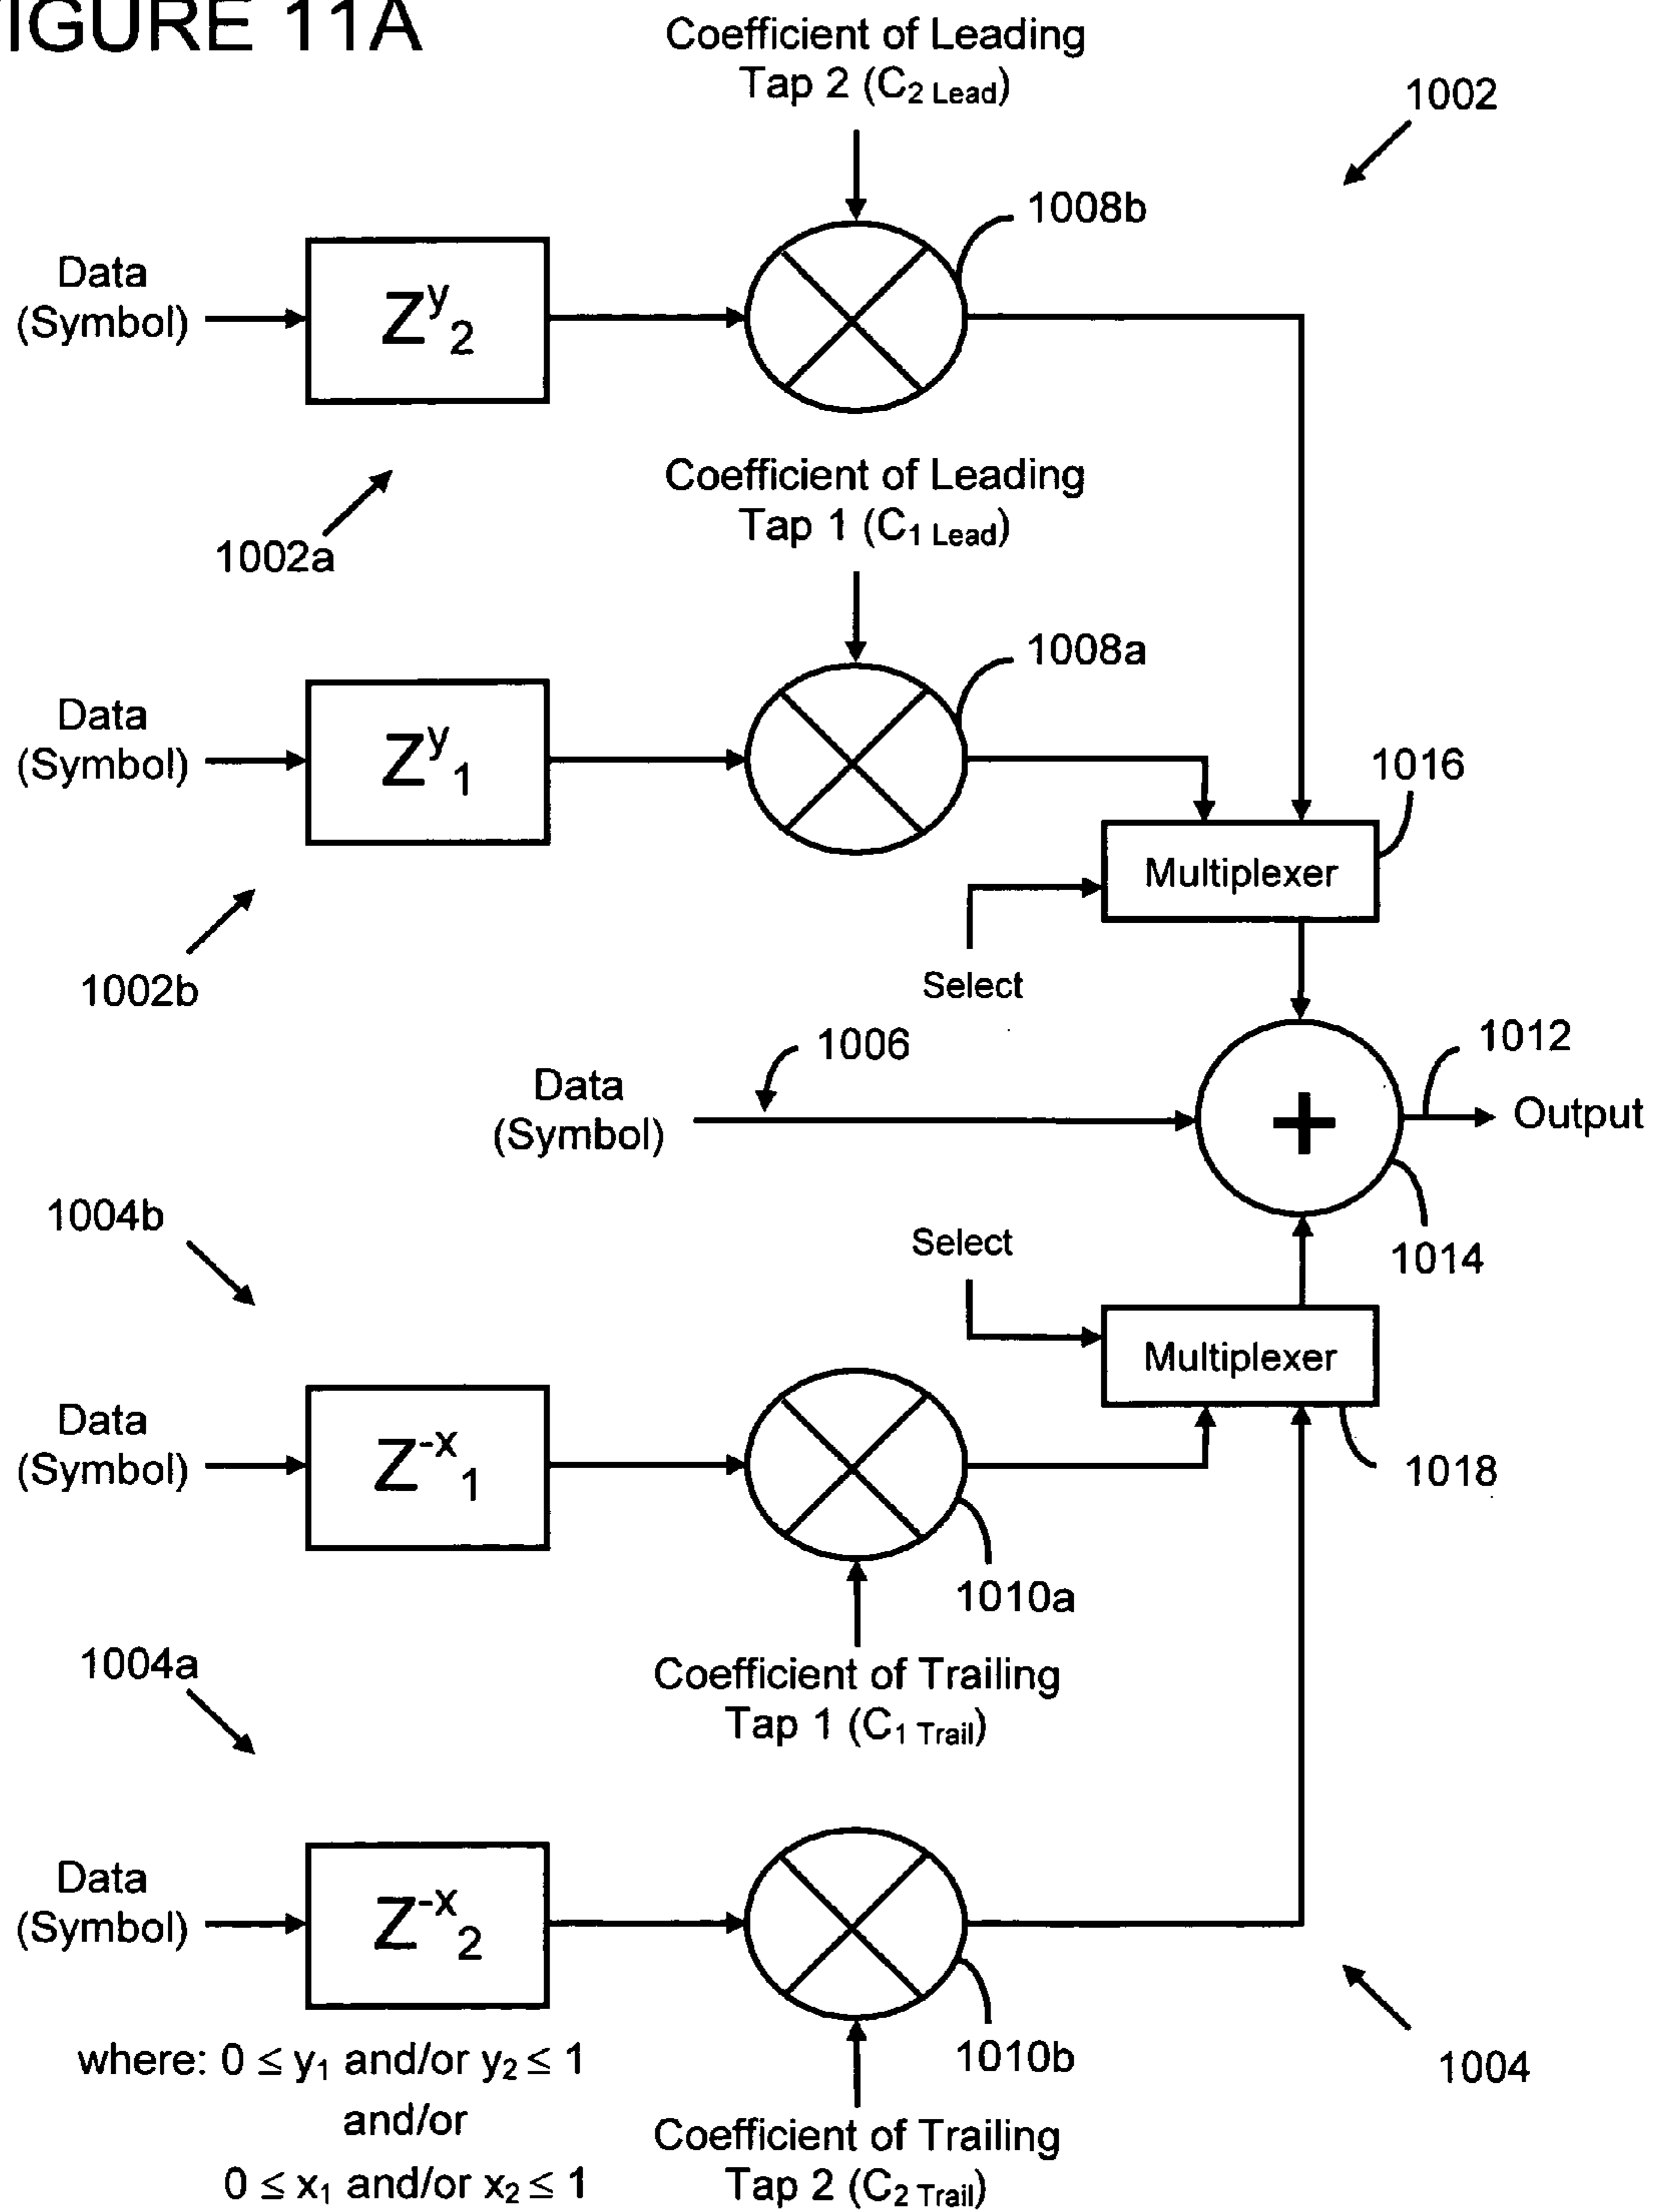 IGURE 11A
Coefficient of Leading
Tap 2 (C2 Lead)
1002
1008b
Data
(Symbol)
Zy2
1002a
Coefficient of Leading
Tap 1 (C1 Lead)
1008a
Data
(Symbol)
Zy1
1016
Multiplexer
1002b
Select
1006
1012
Data
(Symbol)
+
Output
1004b
Select
1014
Multiplexer
Data
(Symbol)
Z-x1
1018
1010a
1004a
Coefficient of Trailing
Tap 1 (C1 Trail)
Data
(Symbol)
Z-x2
1010b
1004
where: 0 ≤ y1 and/or y2 ≤ 1
and/or
0 ≤ x1 and/or x2 ≤ 1
Coefficient of Trailing
Tap 2 (C2 Trail)